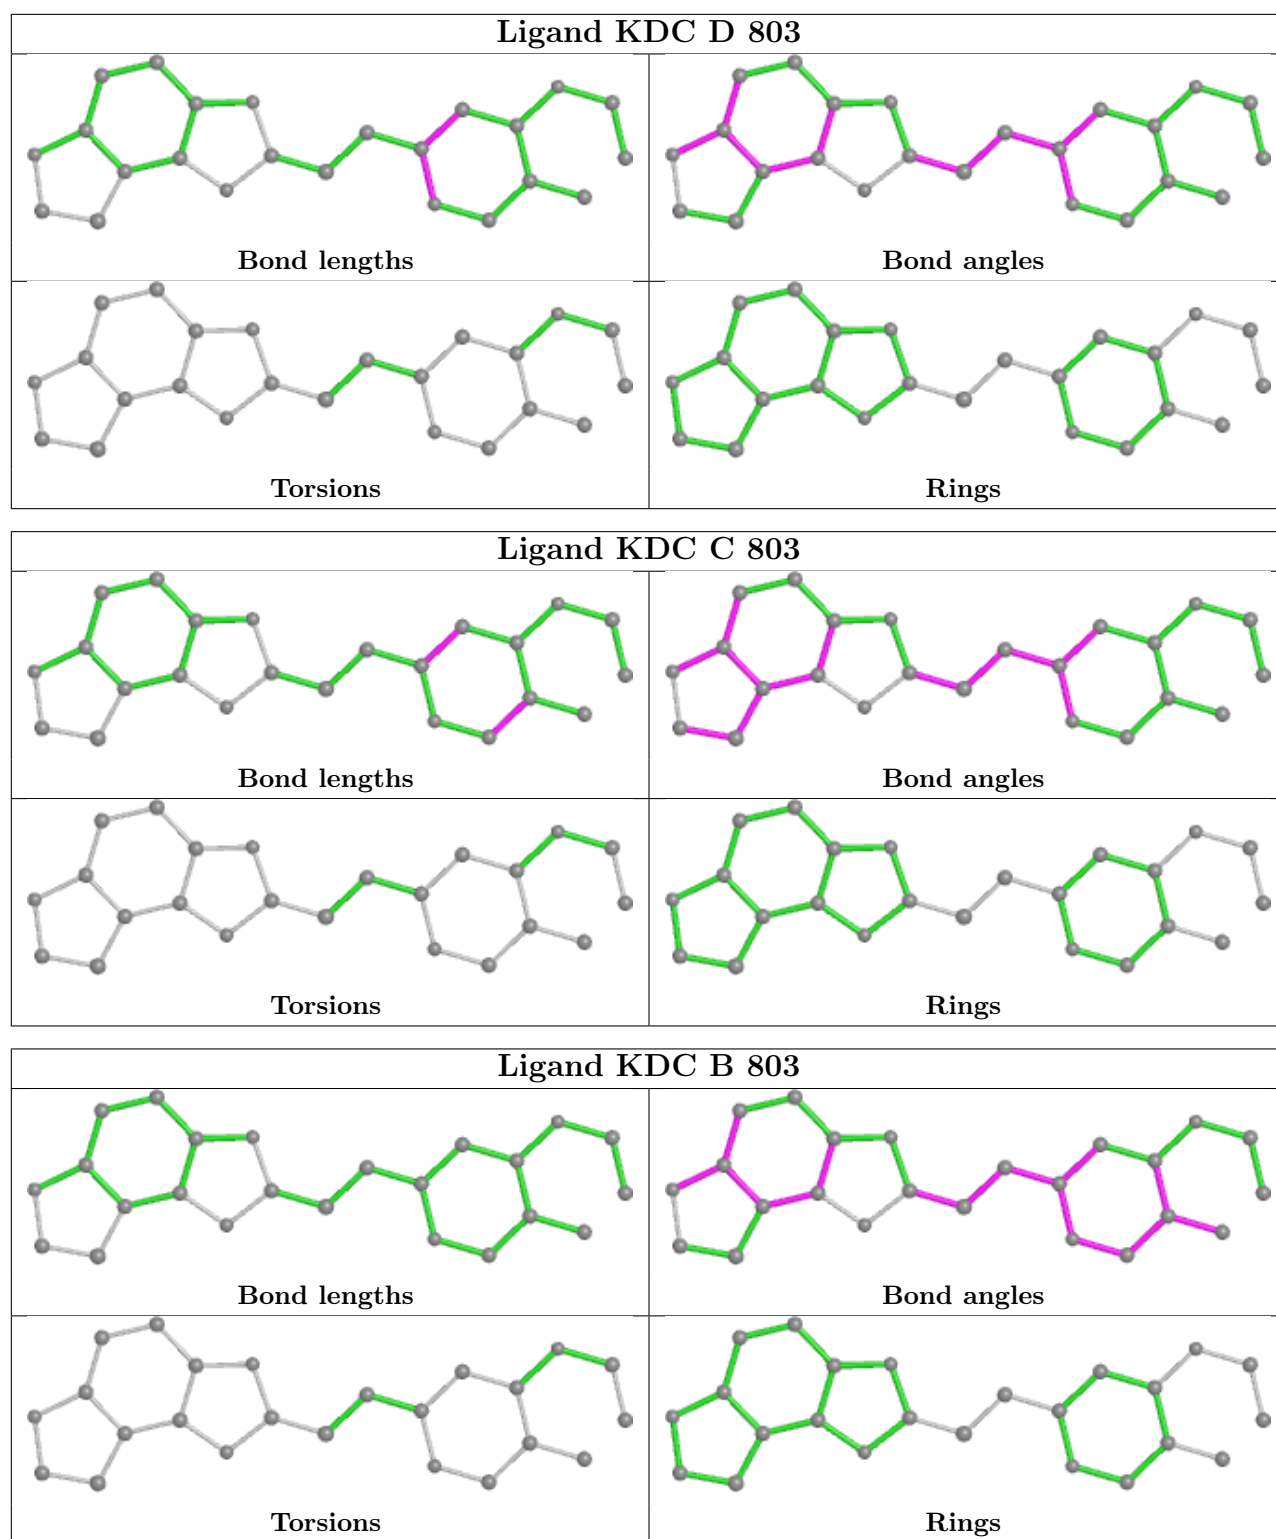 Ligand KDC D 803
Bond lengths
Bond angles
Torsions
Rings
Ligand KDC C 803
Bond lengths
Bond angles
Torsions
Rings
Ligand KDC B 803
Bond lengths
Bond angles
Torsions
Rings